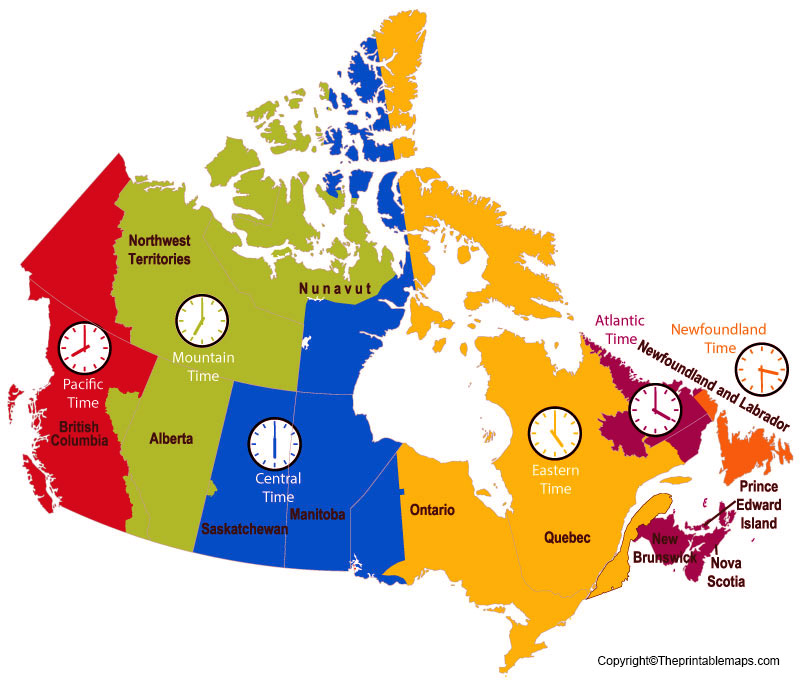 Northwest
Territories
Nunavut
Mountain
Time
Pacific
Time
British
Columbia
Alberta
Central
Time
Saskatchewan
Manitoba
Ontario
Eastern
Time
Quebec
Atlantic
Time
Newfoundland
Time
Newfoundland and Labrador
Prince
Edward
Island
New
Brunswick
Nova
Scotia
Copyright©Theprintablemaps.com